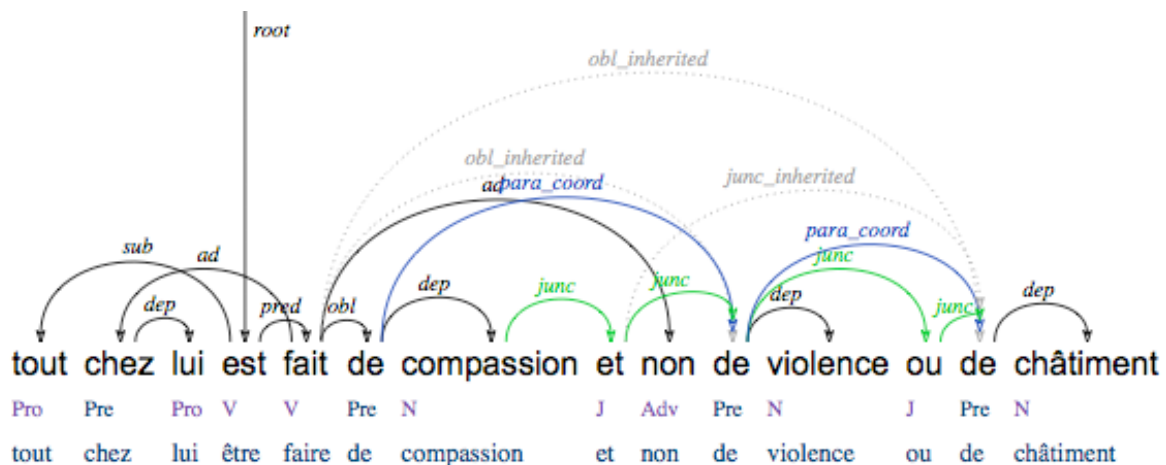 root
obl_inherited
obl_inherited
ad para_coord junc_inherited
sub ad para_coord
junc
dep pred obl dep junc junc dep junc dep
tout chez lui est fait de compassion et non de violence ou de châtiment
Pro Pre Pro V V Pre N J Adv Pre N J Pre N
tout chez lui être faire de compassion et non de violence ou de châtiment